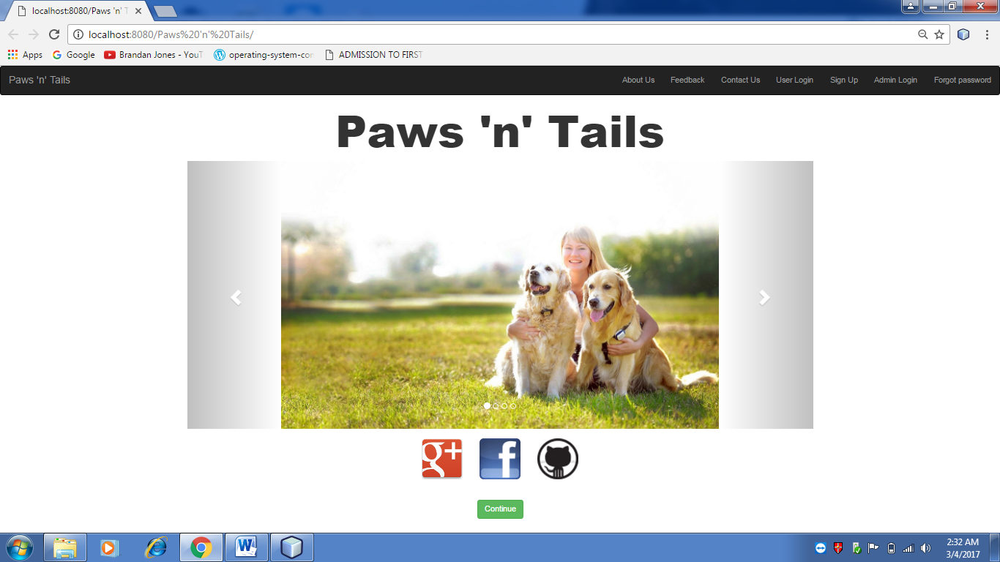 localhost:8080/Paws 'n' T
localhost:8080/Paws%20'n'%20Tails/
Apps Google Brandan Jones - YouT operating-system-con ADMISSION TO FIRST
Paws 'n' Tails About Us Feedback Contact Us User Login Sign Up Admin Login Forgot password
Paws 'n' Tails
g+ f
Continue
W
2:32 AM
3/4/2017